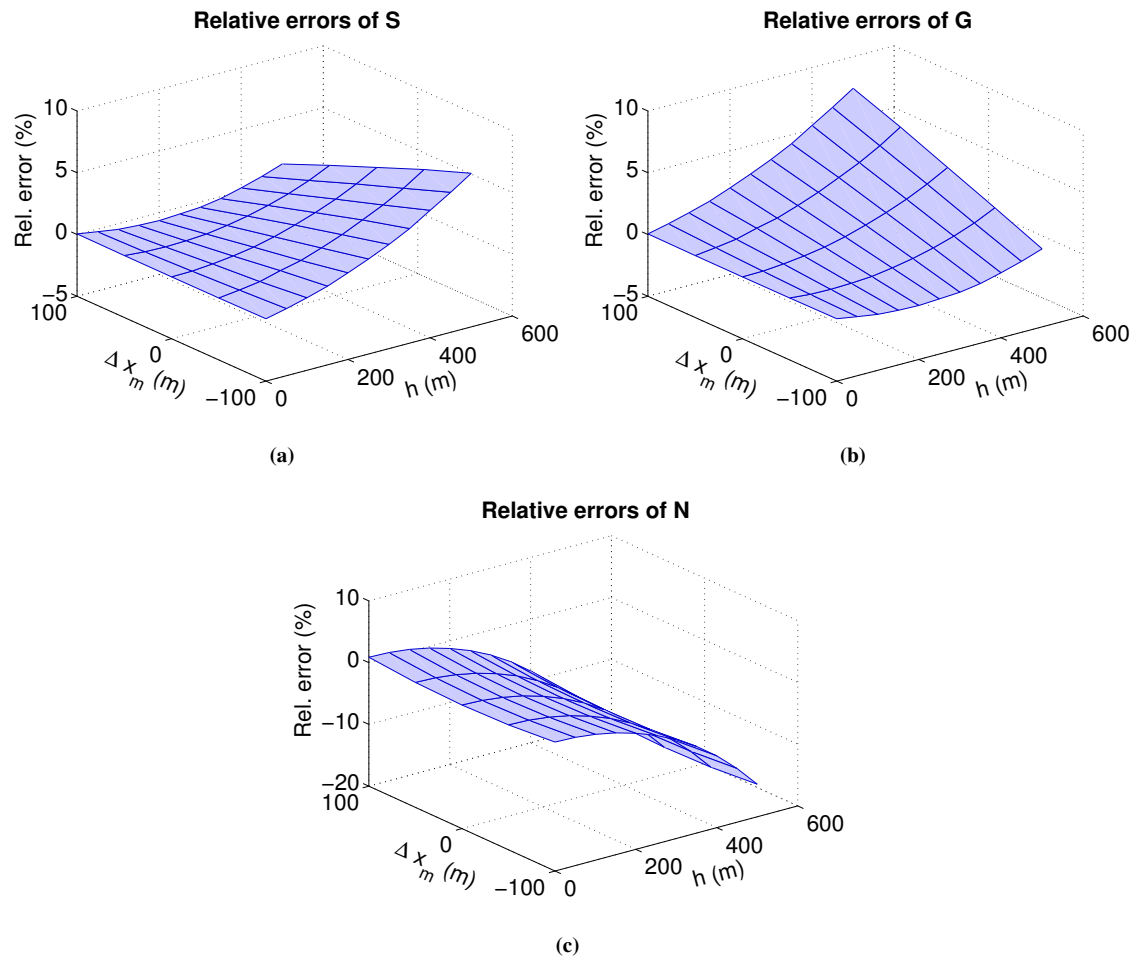 Relative errors of S
10
5
0
−5
Rel. error (%)
100
0
−100
Δ x_m (m)
0
200
400
600
h (m)
(a)
Relative errors of G
10
5
0
−5
Rel. error (%)
100
0
−100
Δ x_m (m)
0
200
400
600
h (m)
(b)
Relative errors of N
10
0
−10
−20
Rel. error (%)
100
0
−100
Δ x_m (m)
0
200
400
600
h (m)
(c)